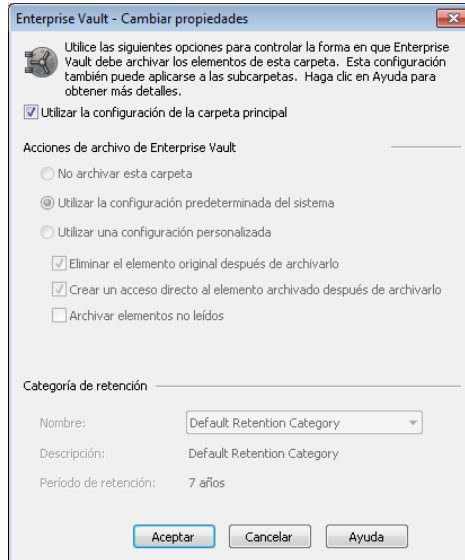 Enterprise Vault - Cambiar propiedades
Utilice las siguientes opciones para controlar la forma en que Enterprise
Vault debe archivar los elementos de esta carpeta. Esta configuración
también puede aplicarse a las subcarpetas. Haga clic en Ayuda para
obtener más detalles.
Utilizar la configuración de la carpeta principal
Acciones de archivo de Enterprise Vault
No archivar esta carpeta
Utilizar la configuración predeterminada del sistema
Utilizar una configuración personalizada
Eliminar el elemento original después de archivarlo
Crear un acceso directo al elemento archivado después de archivarlo
Archivar elementos no leídos
Categoría de retención
Nombre: Default Retention Category
Descripción: Default Retention Category
Período de retención: 7 años
Aceptar Cancelar Ayuda